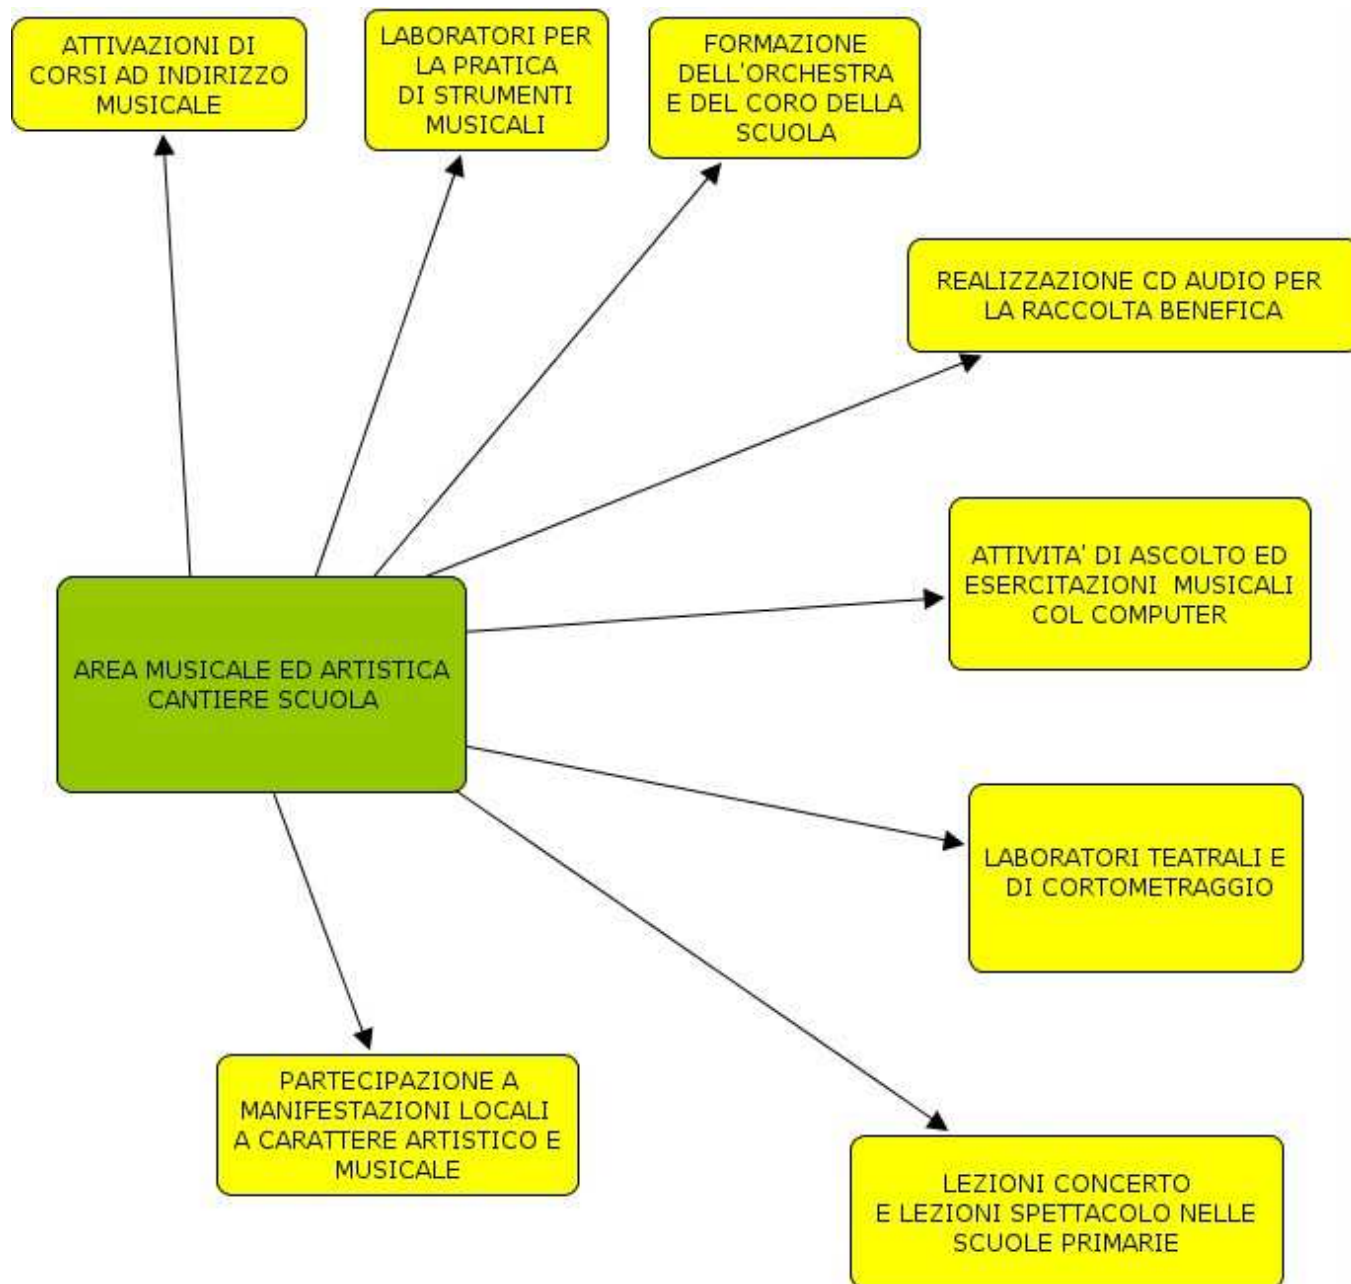 ATTIVAZIONI DI
CORSI AD INDIRIZZO
MUSICALE
LABORATORI PER
LA PRATICA
DI STRUMENTI
MUSICALI
FORMAZIONE
DELL'ORCHESTRA
E DEL CORO DELLA
SCUOLA
REALIZZAZIONE CD AUDIO PER
LA RACCOLTA BENEFICA
ATTIVITA' DI ASCOLTO ED
ESERCITAZIONI MUSICALI
COL COMPUTER
AREA MUSICALE ED ARTISTICA
CANTIERE SCUOLA
LABORATORI TEATRALI E
DI CORTOMETRAGGIO
PARTECIPAZIONE A
MANIFESTAZIONI LOCALI
A CARATTERE ARTISTICO E
MUSICALE
LEZIONI CONCERTO
E LEZIONI SPETTACOLO NELLE
SCUOLE PRIMARIE